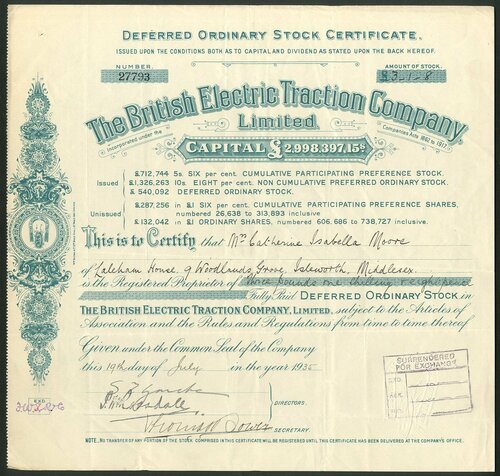 DEFERRED ORDINARY STOCK CERTIFICATE.
ISSUED UPON THE CONDITIONS BOTH AS TO CAPITAL AND DIVIDEND AS STATED UPON THE BACK HEREOF.
NUMBER AMOUNT OF STOCK.
27793 £3-1-8
The British Electric Traction Company
Incorporated under the Limited Companies Acts 1862 to 1917.
CAPITAL £2,998,397,15s
Issued
£712,744 5s. SIX per cent. CUMULATIVE PARTICIPATING PREFERENCE STOCK.
£1,326,263 10s. EIGHT per cent. NON CUMULATIVE PREFERRED ORDINARY STOCK.
£540,092 DEFERRED ORDINARY STOCK.
Unissued
£287,256 in £1 SIX per cent. CUMULATIVE PARTICIPATING PREFERENCE SHARES,
numbered 26,638 to 313,893 inclusive
£132,042 in £1 ORDINARY SHARES, numbered 606,686 to 738,727 inclusive.
This is to Certify that Mrs Catherine Isabella Moore
of Laleham House, 9 Woodlands Grove, Isleworth, Middlesex.
is the Registered Proprietor of three pounds one shilling & eightpence
Fully Paid DEFERRED ORDINARY STOCK in
THE BRITISH ELECTRIC TRACTION COMPANY, LIMITED, subject to the Articles of
Association and the Rules and Regulations from time to time thereof
Given under the Common Seal of the Company
this 19th day of July in the year 1935
DIRECTORS.
SECRETARY.
SURRENDERED
FOR EXCHANGE
EXD
NOTE. NO TRANSFER OF ANY PORTION OF THE STOCK COMPRISED IN THIS CERTIFICATE WILL BE REGISTERED UNTIL THIS CERTIFICATE HAS BEEN DELIVERED AT THE COMPANY'S OFFICE.